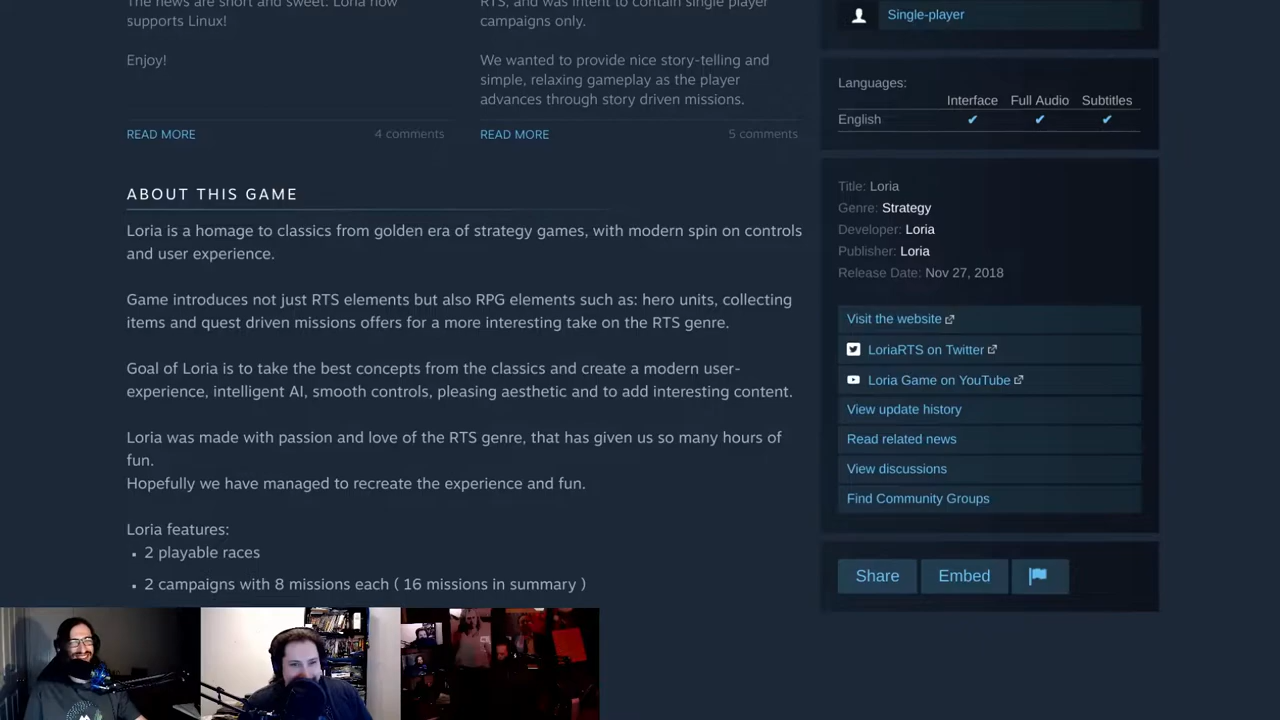 The news are short and sweet. Loria now
supports Linux!
Enjoy!
READ MORE
4 comments
RTS, and was intent to contain single player
campaigns only.
We wanted to provide nice story-telling and
simple, relaxing gameplay as the player
advances through story driven missions.
READ MORE
5 comments
ABOUT THIS GAME
Loria is a homage to classics from golden era of strategy games, with modern spin on controls
and user experience.
Game introduces not just RTS elements but also RPG elements such as: hero units, collecting
items and quest driven missions offers for a more interesting take on the RTS genre.
Goal of Loria is to take the best concepts from the classics and create a modern user-
experience, intelligent AI, smooth controls, pleasing aesthetic and to add interesting content.
Loria was made with passion and love of the RTS genre, that has given us so many hours of
fun.
Hopefully we have managed to recreate the experience and fun.
Loria features:
• 2 playable races
• 2 campaigns with 8 missions each ( 16 missions in summary )
Single-player
Languages:
Interface Full Audio Subtitles
English ✔ ✔ ✔
Title: Loria
Genre: Strategy
Developer: Loria
Publisher: Loria
Release Date: Nov 27, 2018
Visit the website
LoriaRTS on Twitter
Loria Game on YouTube
View update history
Read related news
View discussions
Find Community Groups
Share
Embed